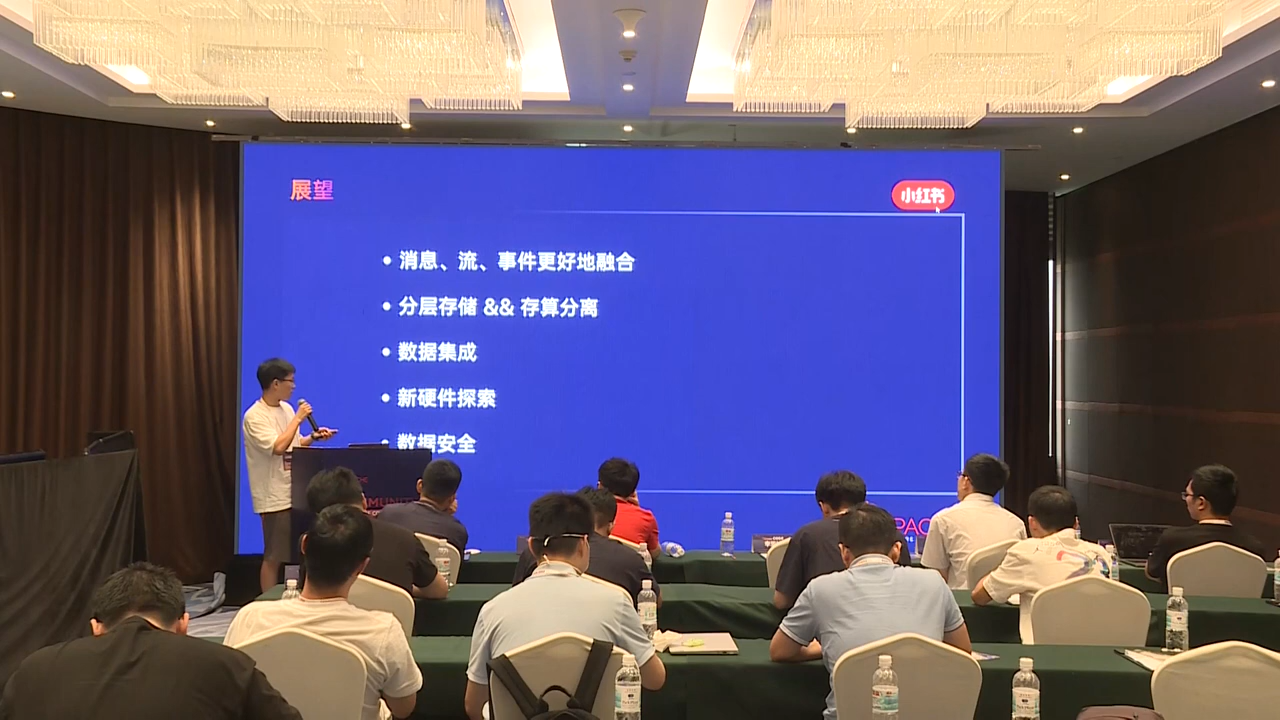 展望
小红书
• 消息、流、事件更好地融合
• 分层存储 && 存算分离
• 数据集成
• 新硬件探索
• 数据安全